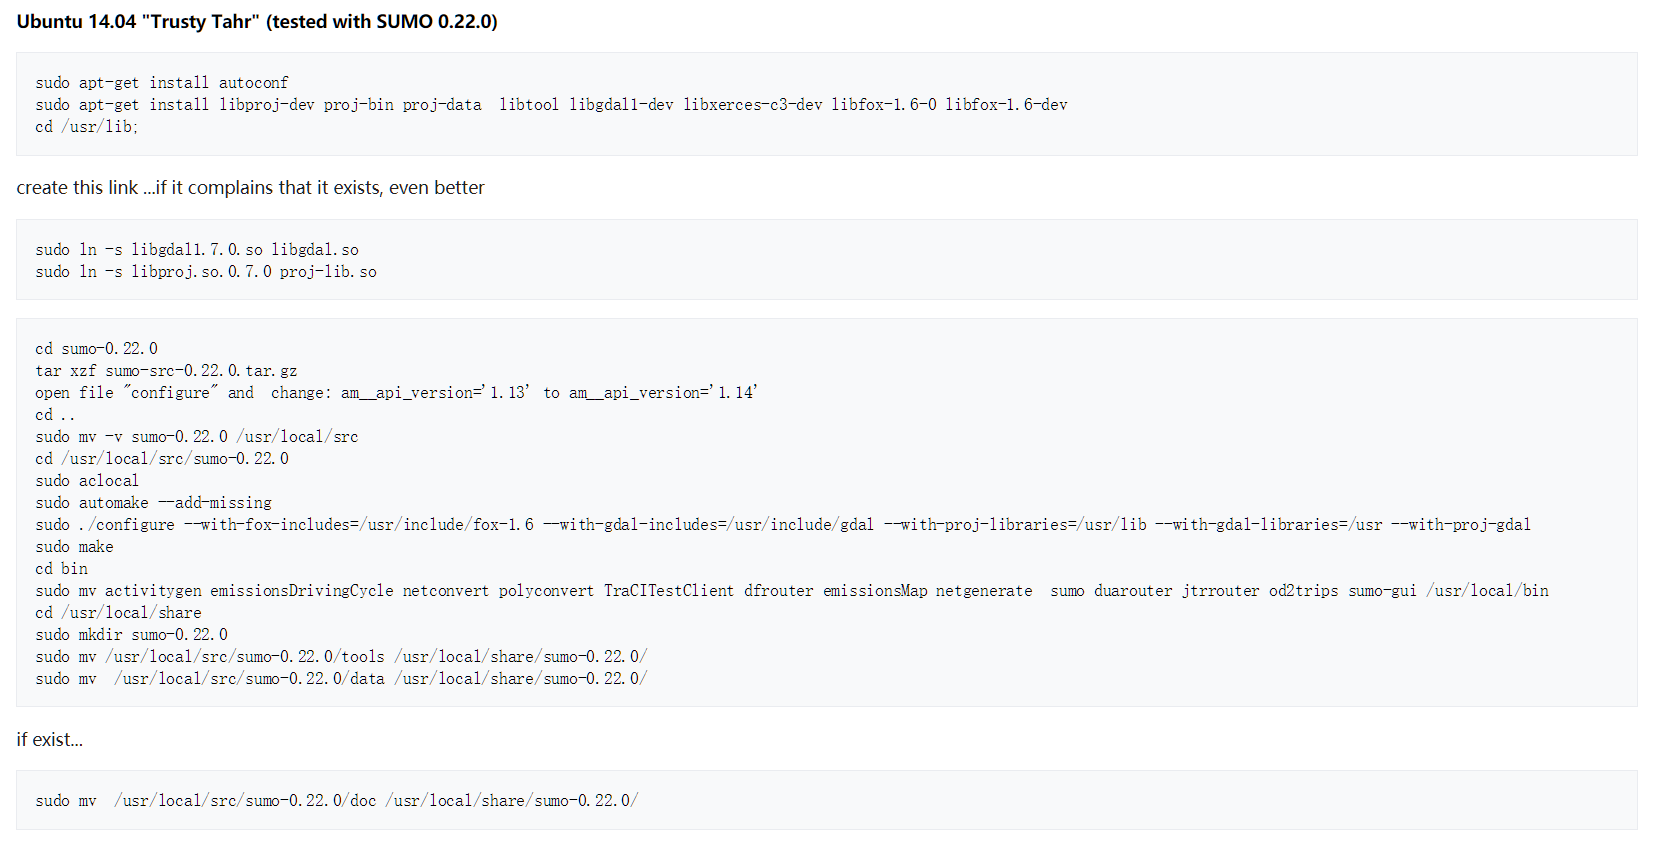 Ubuntu 14.04 "Trusty Tahr" (tested with SUMO 0.22.0)
sudo apt-get install autoconf
sudo apt-get install libproj-dev proj-bin proj-data  libtool libgdal1-dev libxerces-c3-dev libfox-1.6-0 libfox-1.6-dev
cd /usr/lib;
create this link ...if it complains that it exists, even better
sudo ln -s libgdal1.7.0.so libgdal.so
sudo ln -s libproj.so.0.7.0 proj-lib.so
cd sumo-0.22.0
tar xzf sumo-src-0.22.0.tar.gz
open file "configure" and  change: am__api_version='1.13' to am__api_version='1.14'
cd ..
sudo mv -v sumo-0.22.0 /usr/local/src
cd /usr/local/src/sumo-0.22.0
sudo aclocal
sudo automake –-add-missing
sudo ./configure --with-fox-includes=/usr/include/fox-1.6 --with-gdal-includes=/usr/include/gdal --with-proj-libraries=/usr/lib --with-gdal-libraries=/usr --with-proj-gdal
sudo make
cd bin
sudo mv activitygen emissionsDrivingCycle netconvert polyconvert TraCITestClient dfrouter emissionsMap netgenerate  sumo duarouter jtrrouter od2trips sumo-gui /usr/local/bin
cd /usr/local/share
sudo mkdir sumo-0.22.0
sudo mv /usr/local/src/sumo-0.22.0/tools /usr/local/share/sumo-0.22.0/
sudo mv  /usr/local/src/sumo-0.22.0/data /usr/local/share/sumo-0.22.0/
if exist...
sudo mv  /usr/local/src/sumo-0.22.0/doc /usr/local/share/sumo-0.22.0/